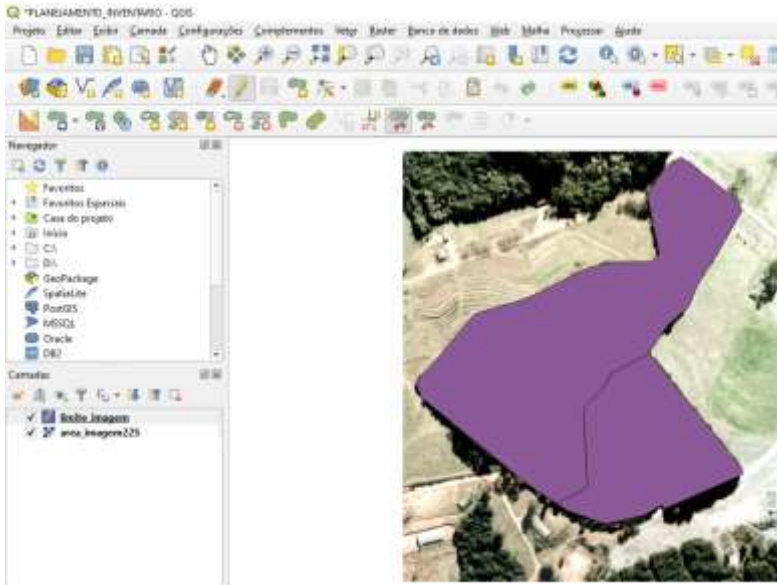 *PLANEJAMENTO_INVENTARIO - QGIS
Projeto Editar Exibir Camada Configurações Complementos Vetor Raster Banco de dados Web Malha Processar Ajuda
Navegador
Favoritos
Favoritos Espaciais
Casa do projeto
Início
C:\
D:\
GeoPackage
SpatiaLite
PostGIS
MSSQL
Oracle
DB2
Camadas
limite_imagem
area_imagem225